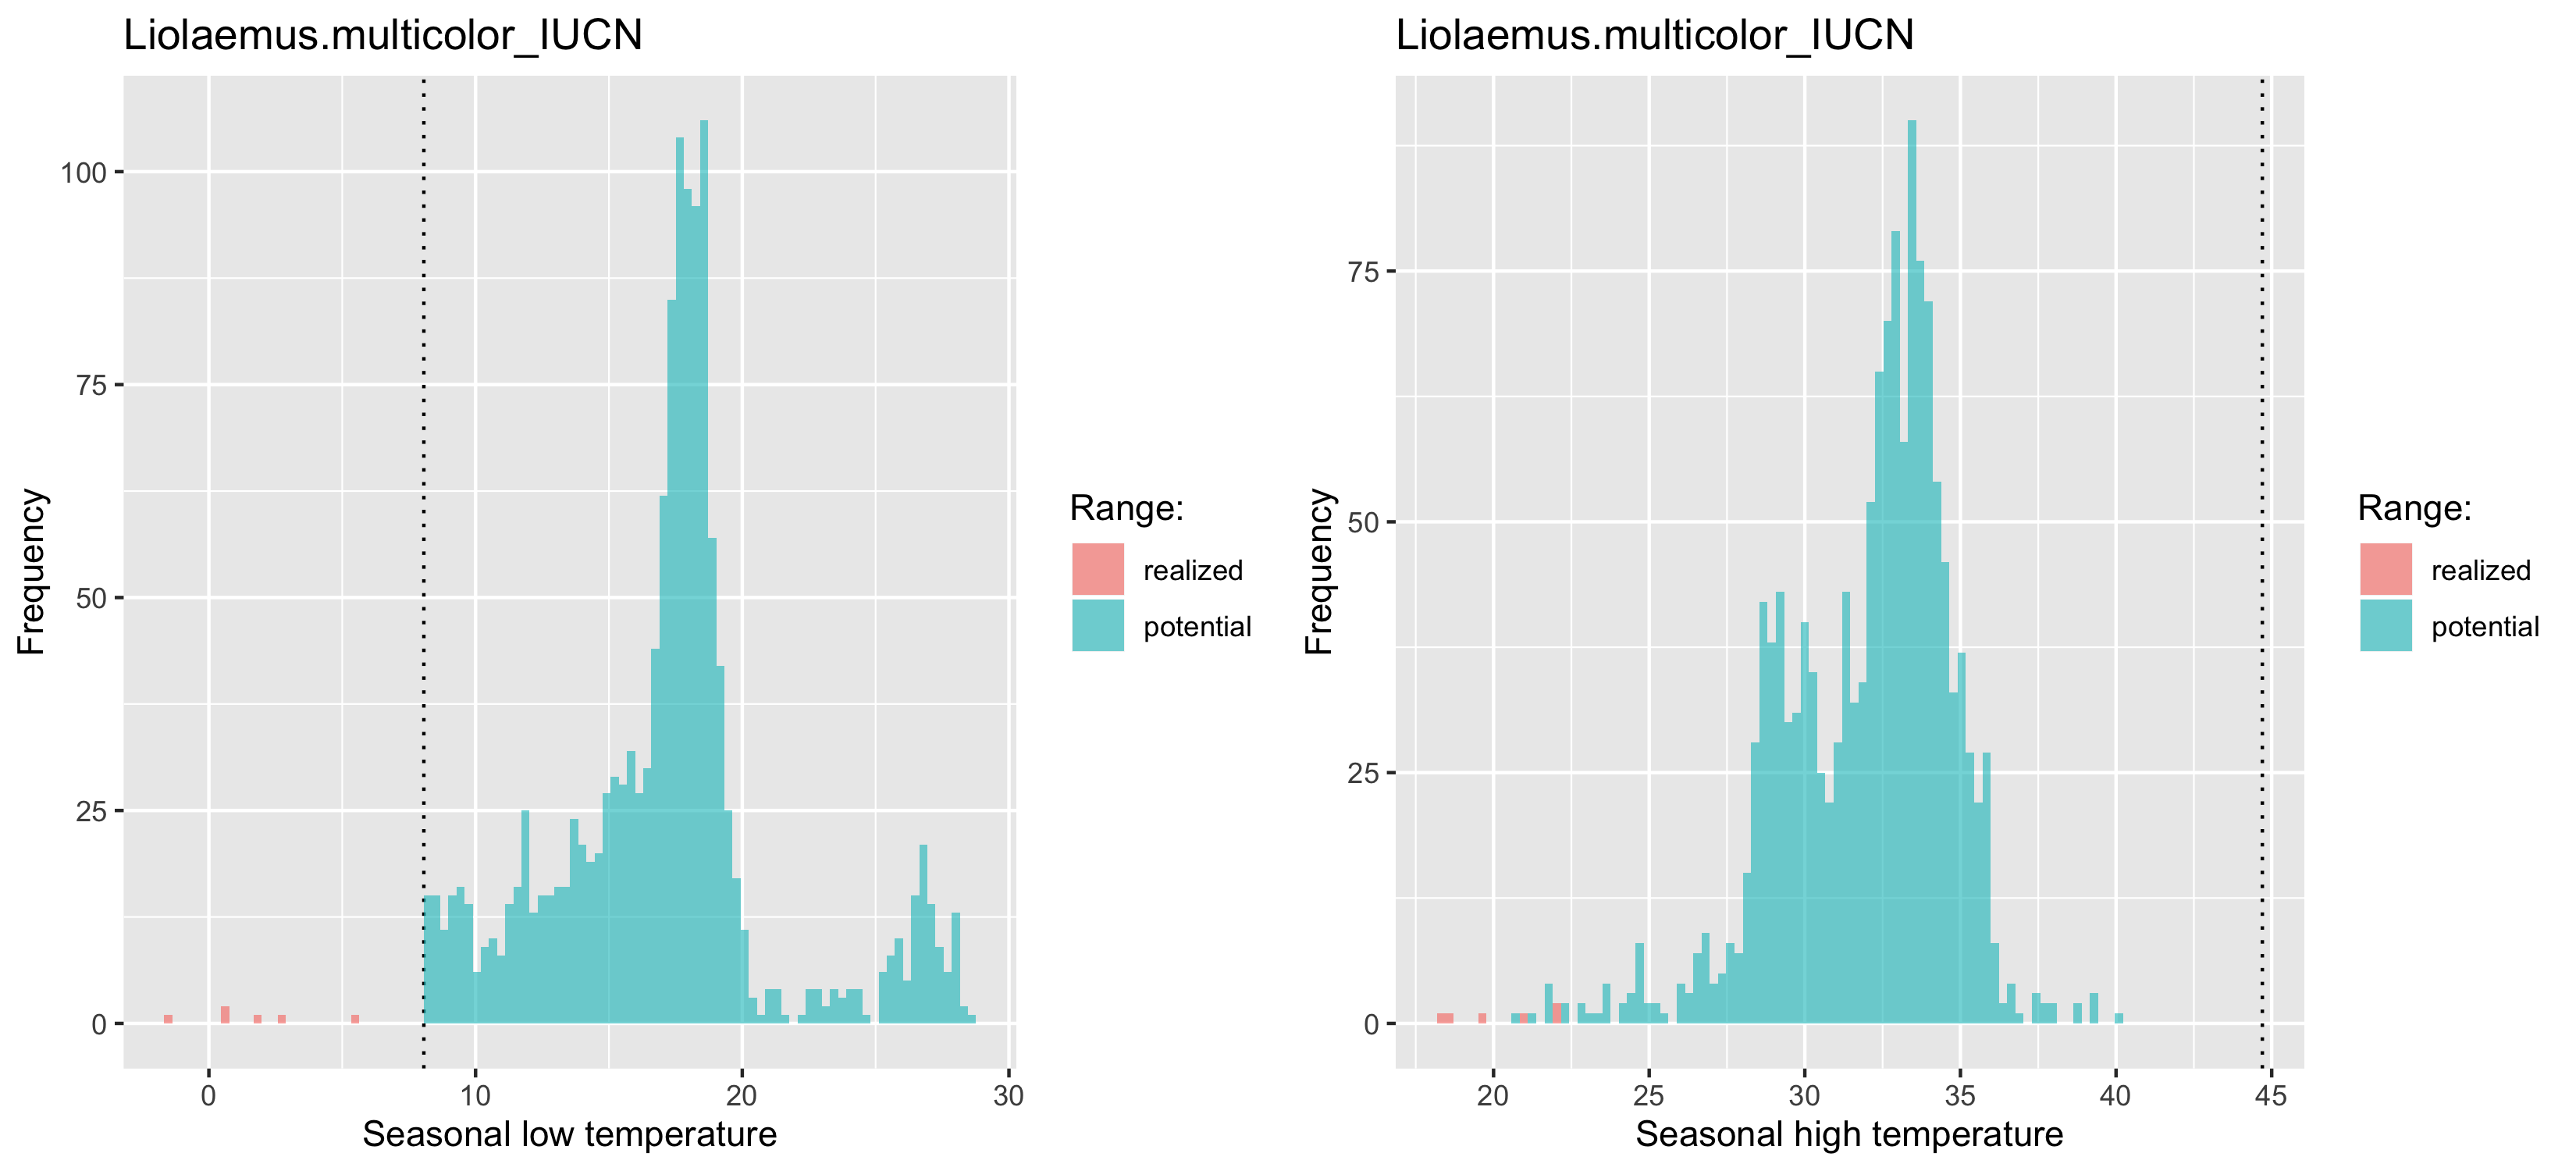 Liolaemus.multicolor_IUCN
Frequency
100
75
50
25
0
0 10 20 30
Seasonal low temperature
Range:
realized
potential
Liolaemus.multicolor_IUCN
Frequency
75
50
25
0
20 25 30 35 40 45
Seasonal high temperature
Range:
realized
potential